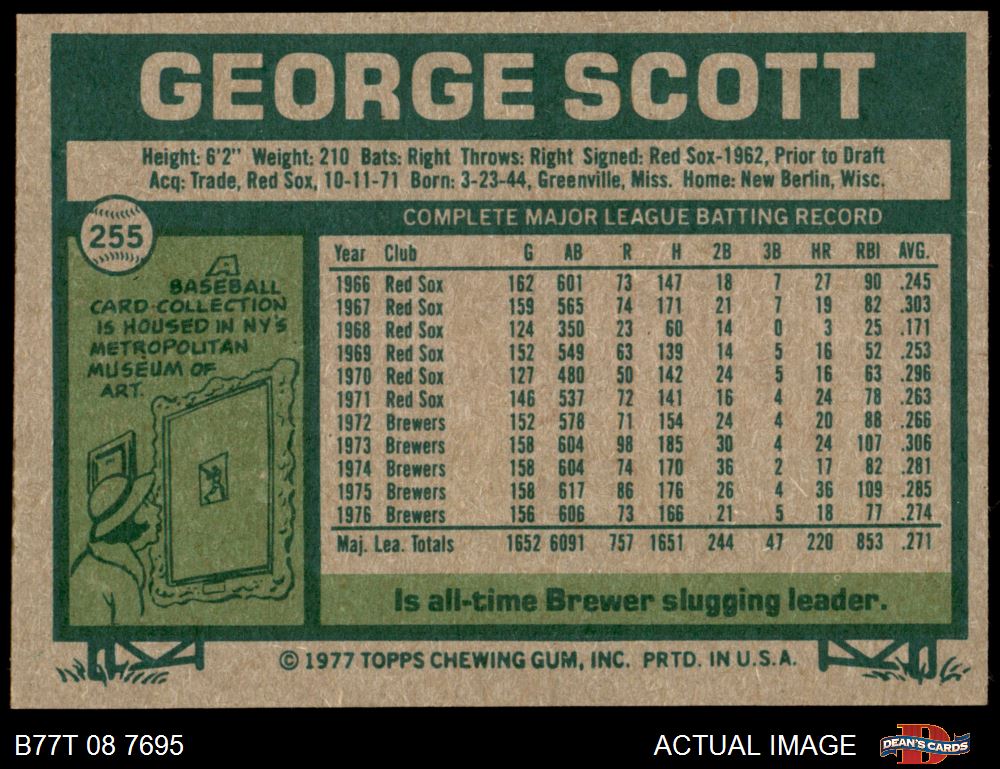 GEORGE SCOTT
Height: 6'2" Weight: 210 Bats: Right Throws: Right Signed: Red Sox-1962, Prior to Draft
Acq: Trade, Red Sox, 10-11-71 Born: 3-23-44, Greenville, Miss. Home: New Berlin, Wisc.
255
A
BASEBALL
CARD COLLECTION
IS HOUSED IN NY'S
METROPOLITAN
MUSEUM OF
ART.
COMPLETE MAJOR LEAGUE BATTING RECORD
Year Club G AB R H 2B 3B HR RBI AVG.
1966 Red Sox 162 601 73 147 18 7 27 90 .245
1967 Red Sox 159 565 74 171 21 7 19 82 .303
1968 Red Sox 124 350 23 60 14 0 3 25 .171
1969 Red Sox 152 549 63 139 14 5 16 52 .253
1970 Red Sox 127 480 50 142 24 5 16 63 .296
1971 Red Sox 146 537 72 141 16 4 24 78 .263
1972 Brewers 152 578 71 154 24 4 20 88 .266
1973 Brewers 158 604 98 185 30 4 24 107 .306
1974 Brewers 158 604 74 170 36 2 17 82 .281
1975 Brewers 158 617 86 176 26 4 36 109 .285
1976 Brewers 156 606 73 166 21 5 18 77 .274
Maj. Lea. Totals 1652 6091 757 1651 244 47 220 853 .271
Is all-time Brewer slugging leader.
© 1977 TOPPS CHEWING GUM, INC. PRTD. IN U.S.A.
B77T 08 7695
ACTUAL IMAGE
D
DEAN'S CARDS